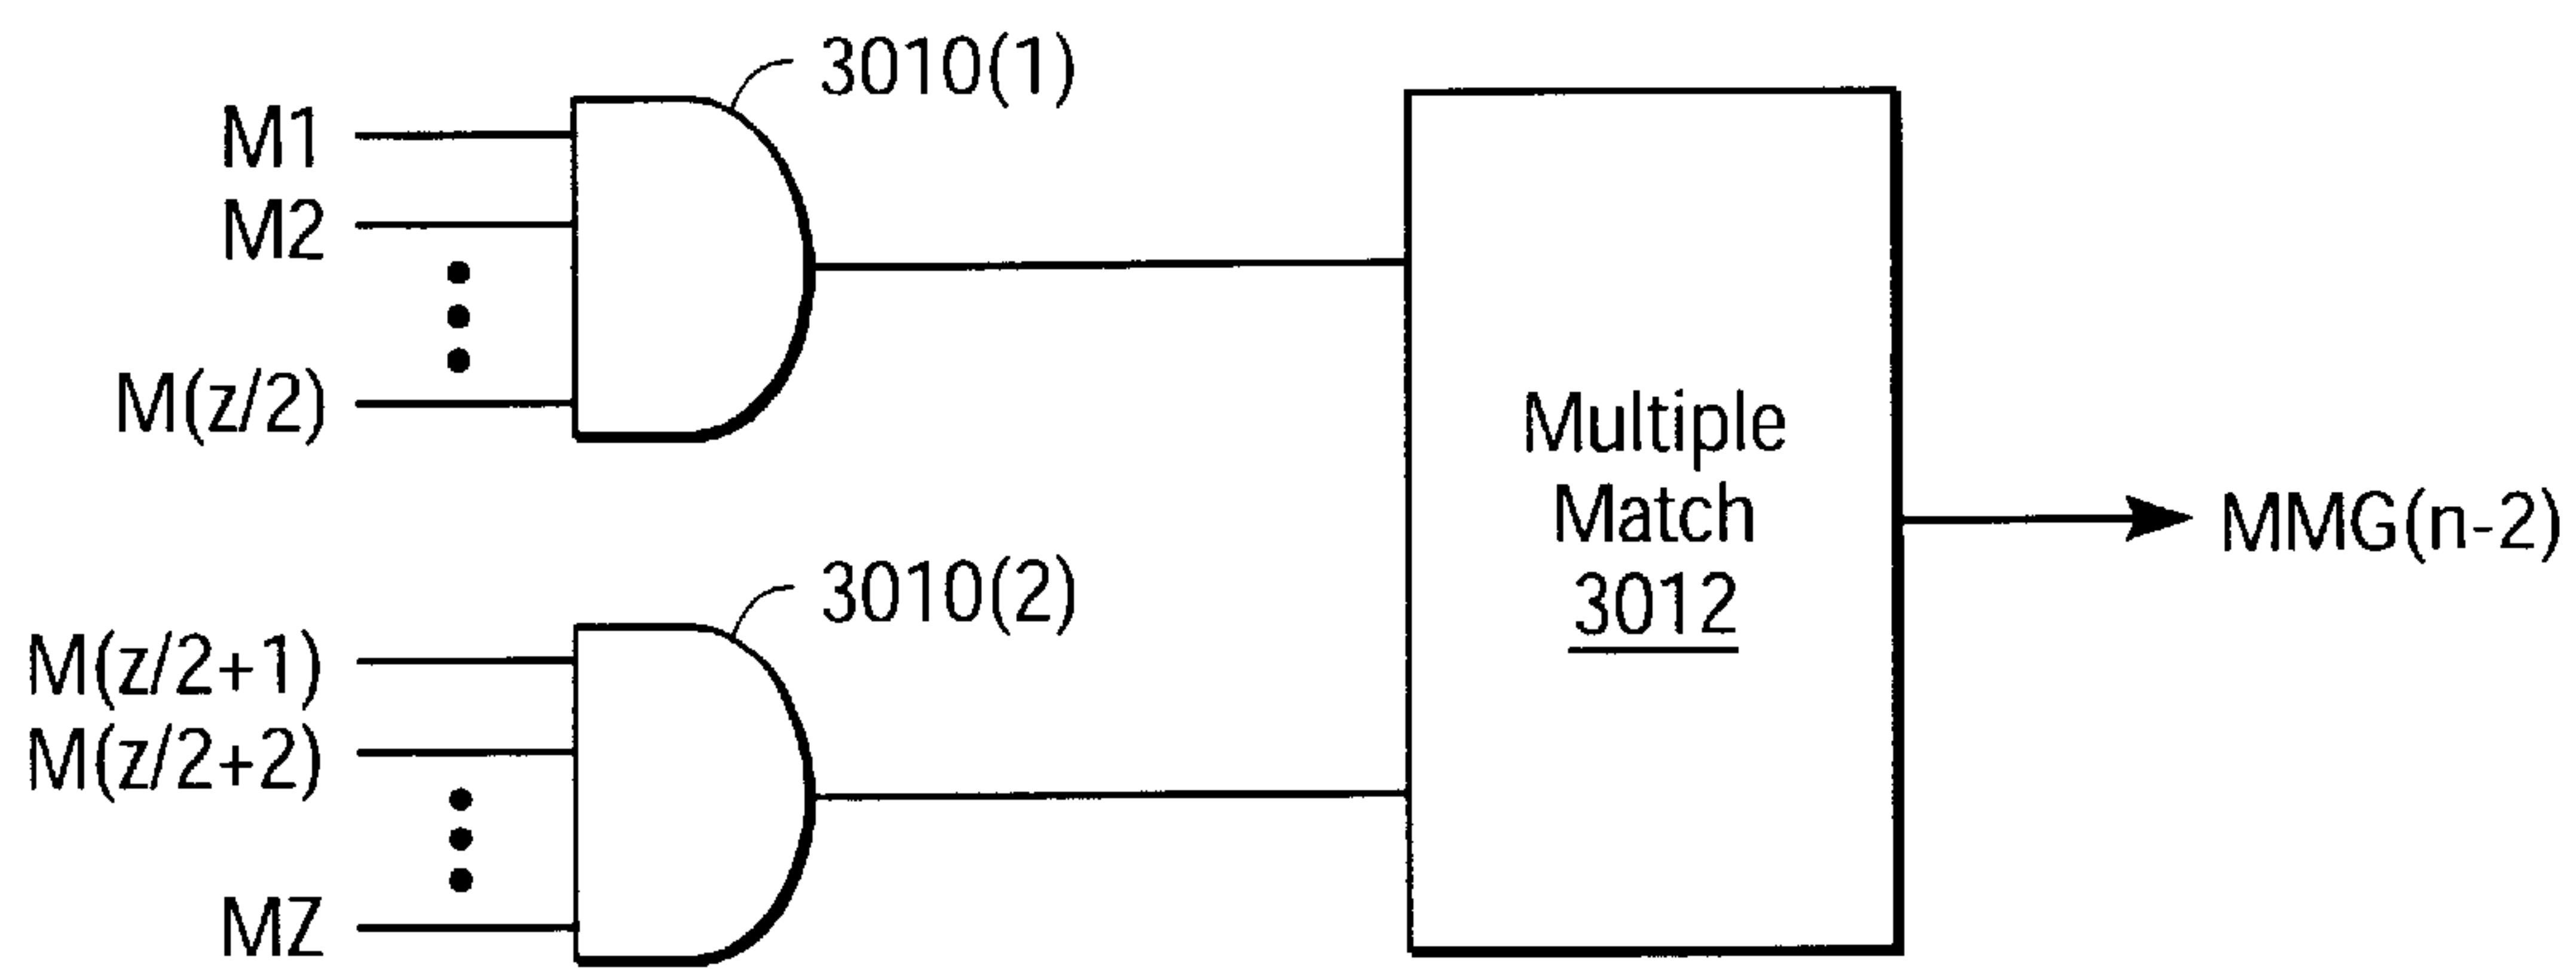 3010(1)
M1
M2
M(z/2)
Multiple
Match
3012
MMG(n-2)
3010(2)
M(z/2+1)
M(z/2+2)
MZ